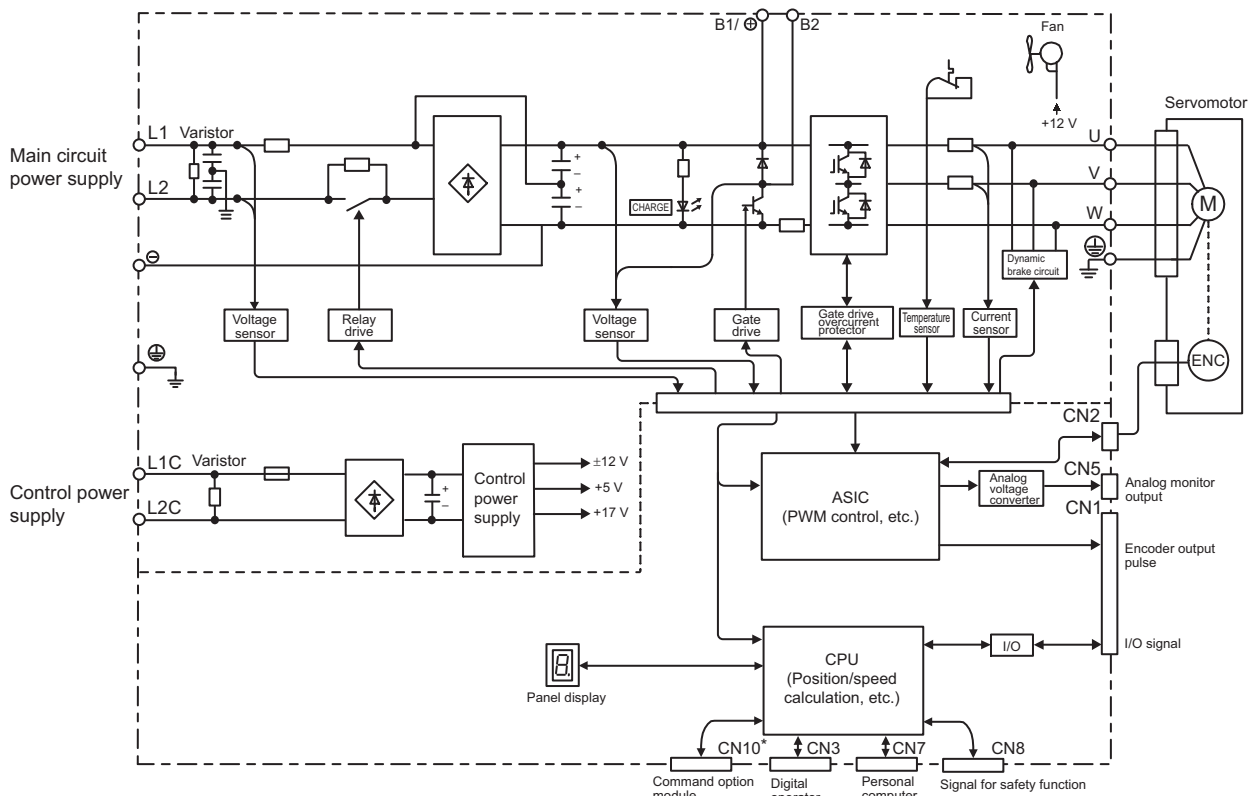 B1/ ⊕ B2
Fan
+12 V
Servomotor
Main circuit
power supply
L1 Varistor
L2
+
−
+
−
CHARGE
U
V
W
M
⊖
Dynamic
brake circuit
Voltage
sensor
Relay
drive
Voltage
sensor
Gate
drive
Gate drive
overcurrent
protector
Temperature
sensor
Current
sensor
ENC
CN2
Control power
supply
L1C Varistor
L2C
+
−
Control
power
supply
±12 V
+5 V
+17 V
ASIC
(PWM control, etc.)
Analog
voltage
converter
CN5
Analog monitor
output
CN1
Encoder output
pulse
I/O
I/O signal
8.
Panel display
CPU
(Position/speed
calculation, etc.)
CN10* CN3 CN7 CN8
Command option
module
Digital
operator
Personal
computer
Signal for safety function